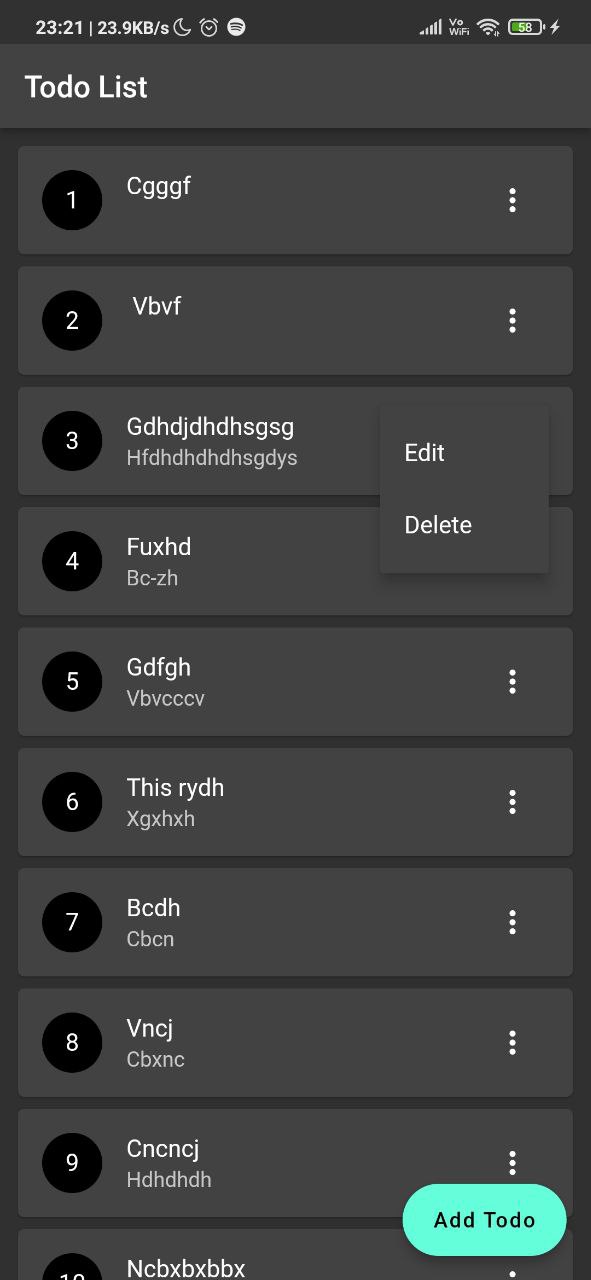 23:21 | 23.9KB/s Vo WiFi 58
Todo List
1 Cgggf
2 Vbvf
3 Gdhdjdhdhsgsg
Hfdhdhdhdhsgdys
Edit
Delete
4 Fuxhd
Bc-zh
5 Gdfgh
Vbvcccv
6 This rydh
Xgxhxh
7 Bcdh
Cbcn
8 Vncj
Cbxnc
9 Cncncj
Hdhdhdh
Add Todo
10 Ncbxbxbbx